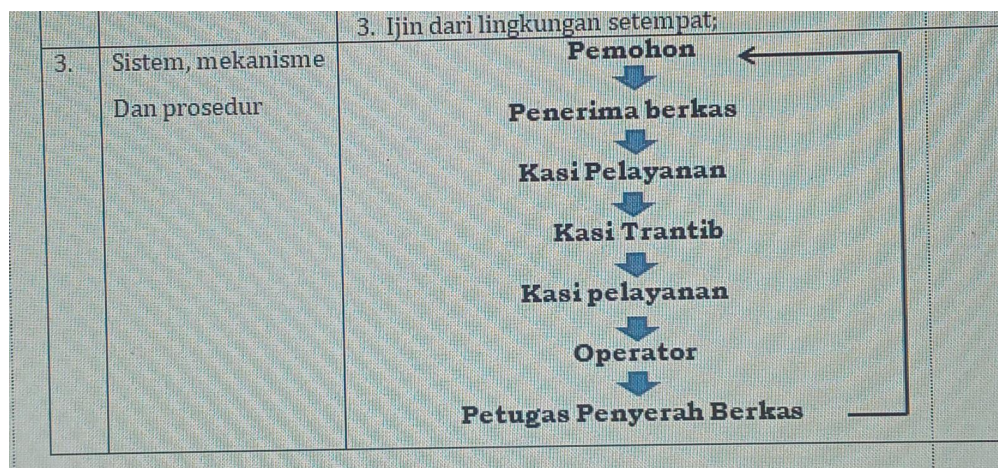 3. Ijin dari lingkungan setempat;
3. Sistem, mekanisme
Dan prosedur
Pemohon
Penerima berkas
Kasi Pelayanan
Kasi Trantib
Kasi pelayanan
Operator
Petugas Penyerah Berkas